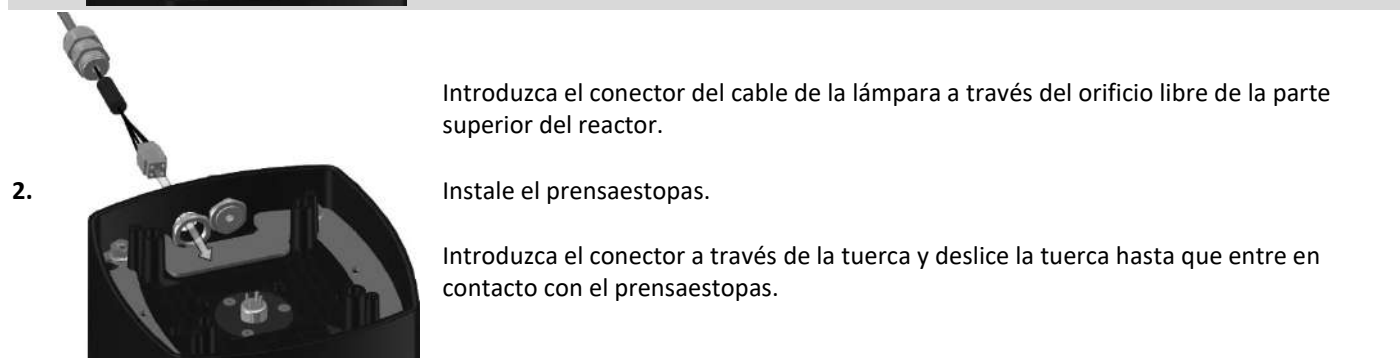 Introduzca el conector del cable de la lámpara a través del orificio libre de la parte
superior del reactor.
2.
Instale el prensaestopas.
Introduzca el conector a través de la tuerca y deslice la tuerca hasta que entre en
contacto con el prensaestopas.